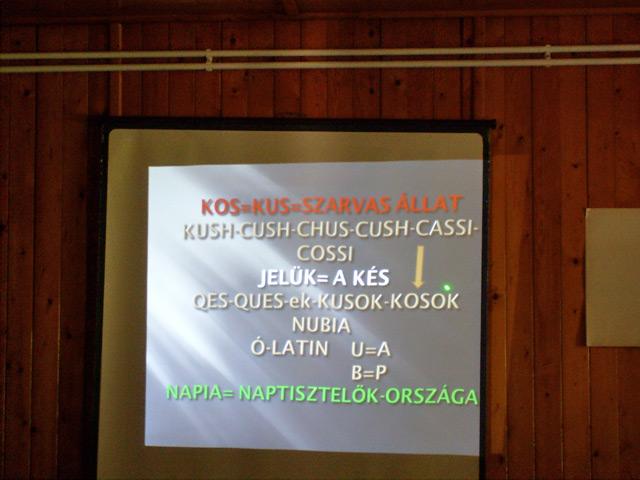 KOS=KUS=SZARVAS ÁLLAT
KUSH-CUSH-CHUS-CUSH-CASSI-
COSSI
JELÜK= A KÉS
QES-QUES-ek-KUSOK-KOSOK
NUBIA
Ó-LATIN U=A
B=P
NAPIA= NAPTISZTELŐK-ORSZÁGA